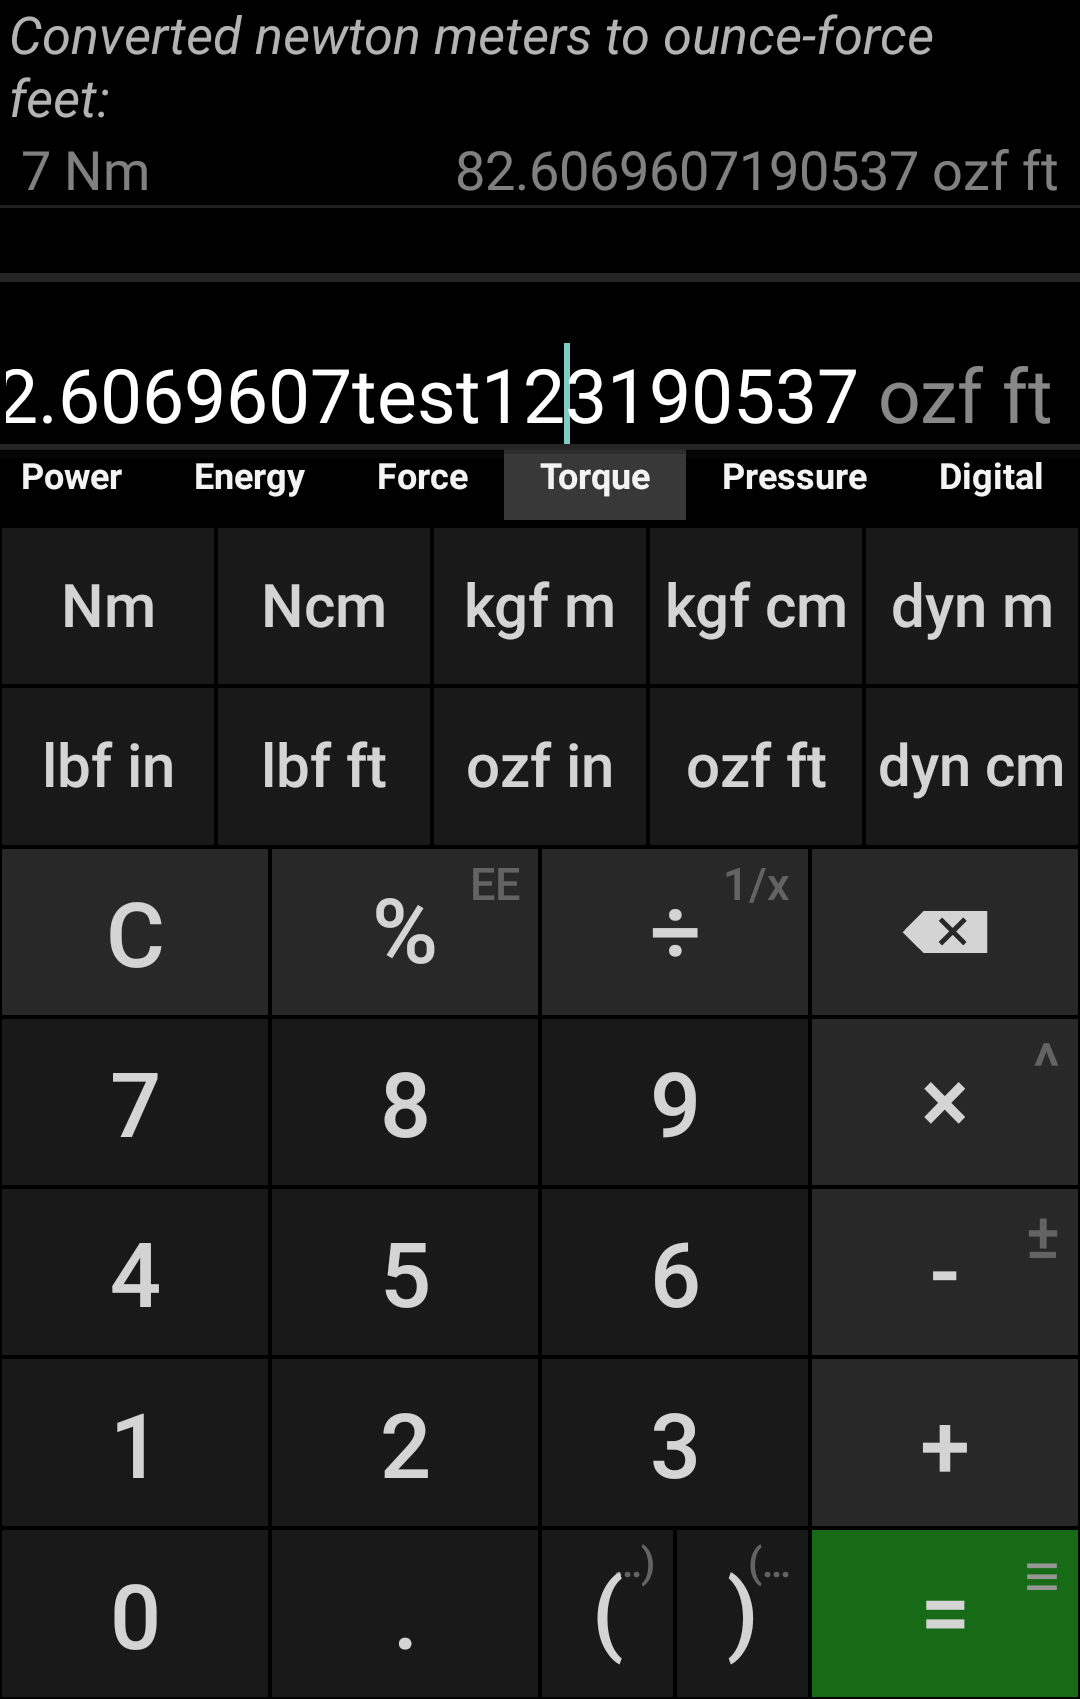 Converted newton meters to ounce-force
feet:
7 Nm 82.6069607190537 ozf ft
2.6069607test123190537 ozf ft
Power Energy Force Torque Pressure Digital
Nm Ncm kgf m kgf cm dyn m
lbf in lbf ft ozf in ozf ft dyn cm
C % EE ÷ 1/x
7 8 9 × ^
4 5 6 - ±
1 2 3 +
0 . ( ..) ) (... =